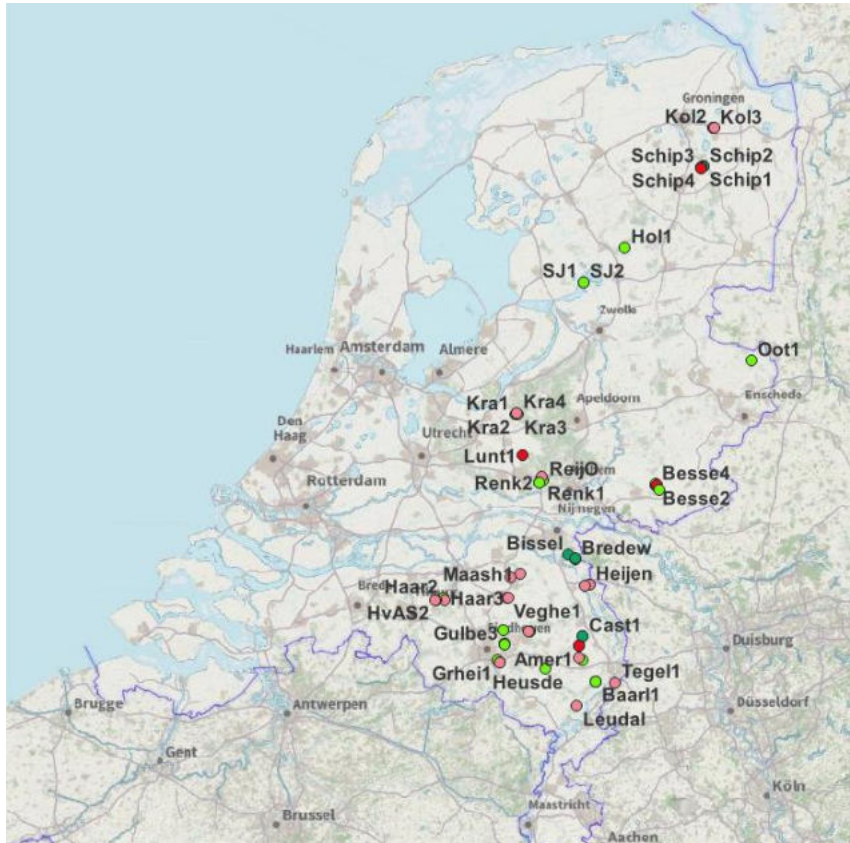 Groningen
Kol2 Kol3
Schip3 Schip2
Schip4 Schip1
Hol1
SJ1 SJ2
Zwolle
Haarlem Amsterdam Almere
Oot1
Kra1 Kra4 Apeldoorn Enschede
Kra2 Kra3
Den
Haag
Utrecht
Lunt1
ReijO
Renk2 Renk1
Besse4
Besse2
Rotterdam
Nijmegen
Bissel Bredew
Maash1 Heijen
Haar2
HvAS2 Haar3 Veghe1
Gulbe3 Eindhoven Cast1
Duisburg
Grhei1 Amer1 Tegel1
Heusde Baarl1
Leudal
Düsseldorf
Brugge Antwerpen
Gent
Köln
Maastricht
Brussel
Aachen